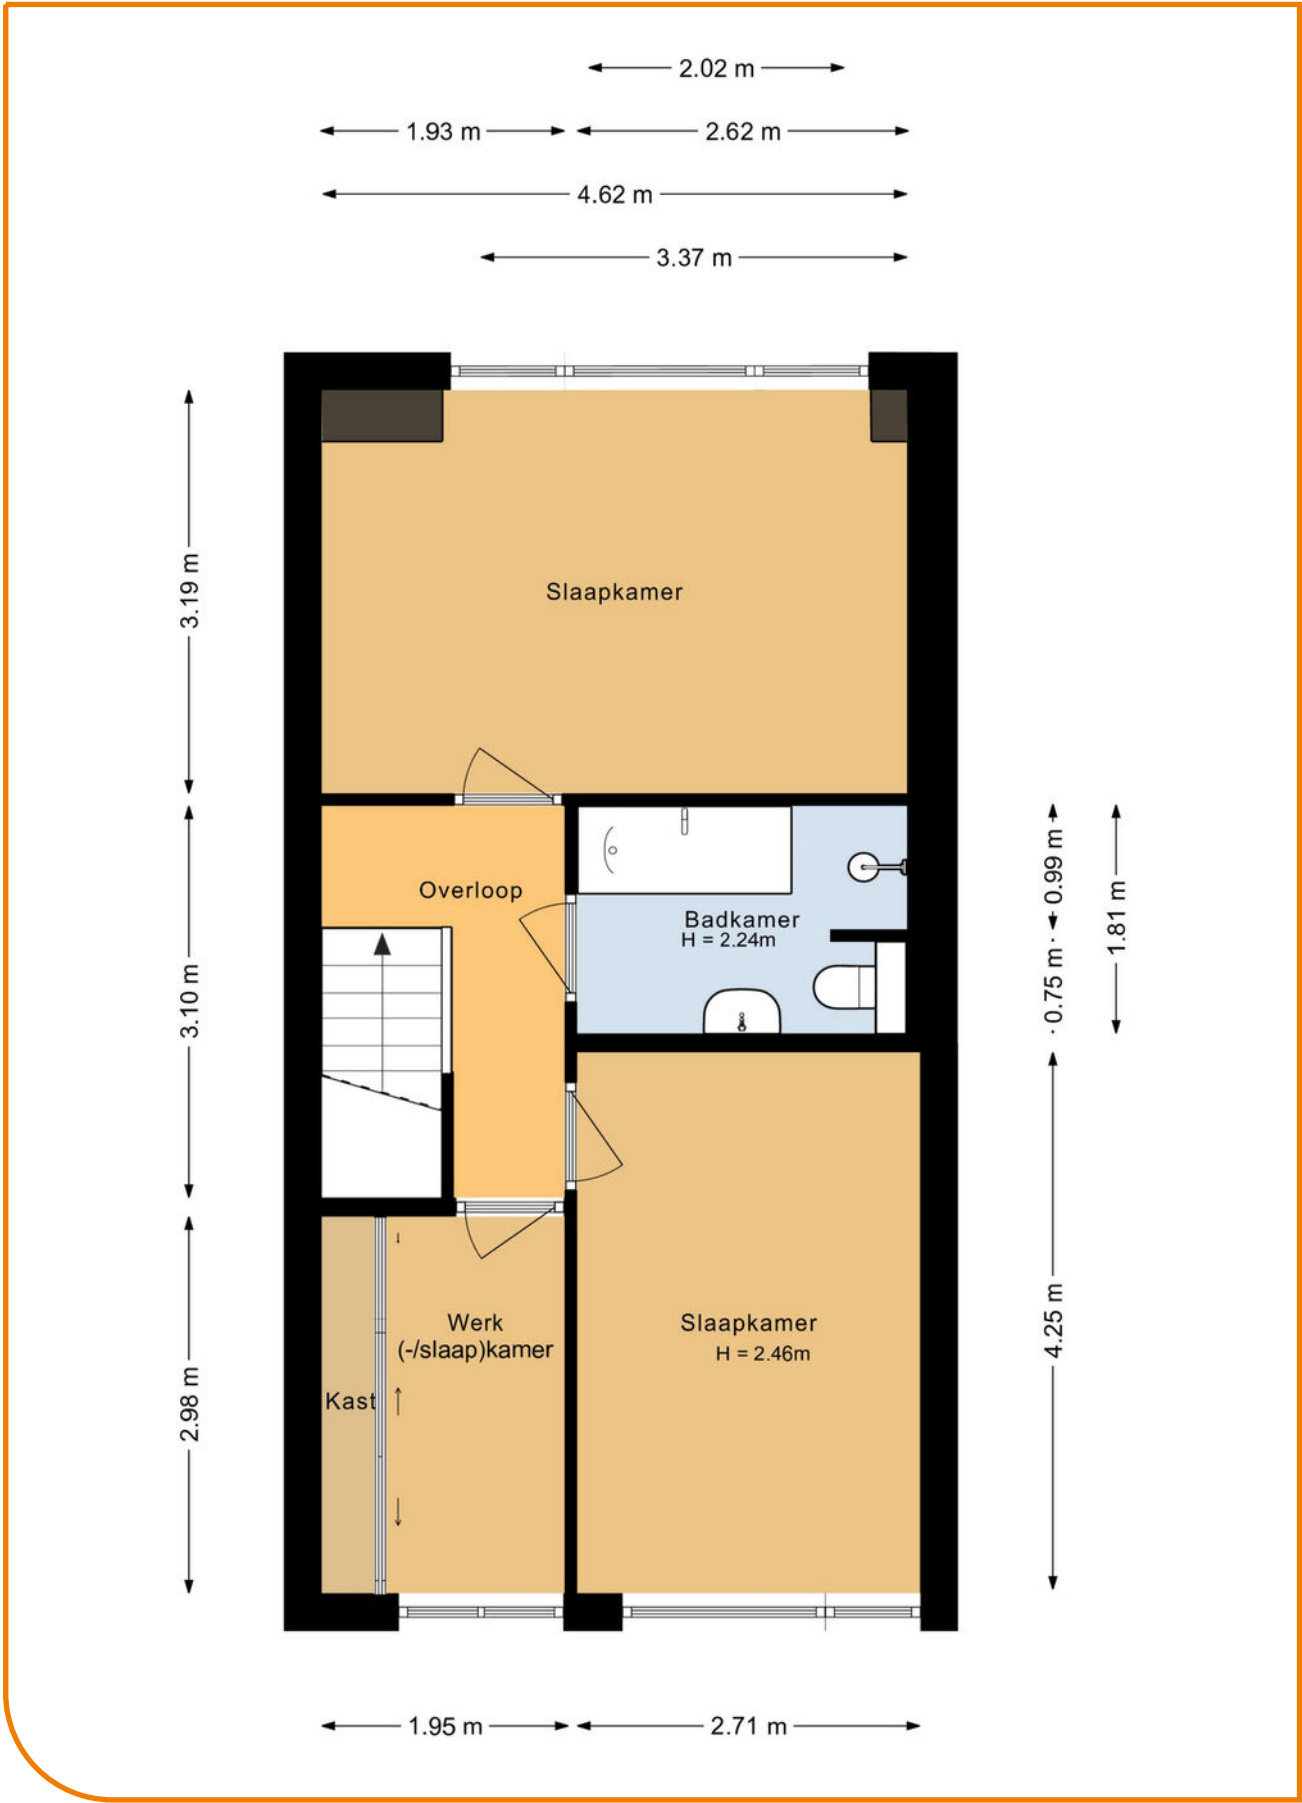 2.02 m
1.93 m
2.62 m
4.62 m
3.37 m
3.19 m
Slaapkamer
Overloop
Badkamer
H = 2.24m
0.99 m
1.81 m
0.75 m
3.10 m
Werk
(-/slaap)kamer
Slaapkamer
H = 2.46m
4.25 m
Kast
2.98 m
1.95 m
2.71 m